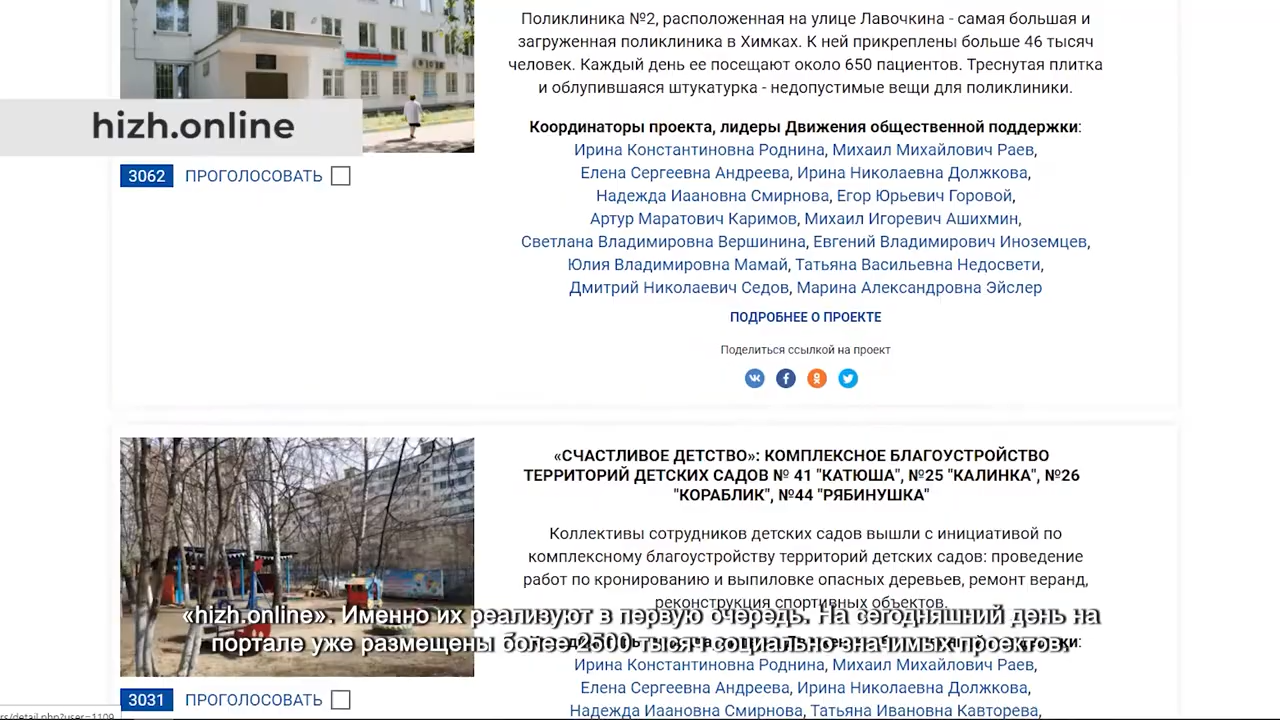 Поликлиника №2, расположенная на улице Лавочкина - самая большая и
загруженная поликлиника в Химках. К ней прикреплены больше 46 тысяч
человек. Каждый день ее посещают около 650 пациентов. Треснутая плитка
и облупившаяся штукатурка - недопустимые вещи для поликлиники.
hizh.online
Координаторы проекта, лидеры Движения общественной поддержки:
Ирина Константиновна Роднина, Михаил Михайлович Раев,
Елена Сергеевна Андреева, Ирина Николаевна Должкова,
Надежда Иаановна Смирнова, Егор Юрьевич Горовой,
Артур Маратович Каримов, Михаил Игоревич Ашихмин,
Светлана Владимировна Вершинина, Евгений Владимирович Иноземцев,
Юлия Владимировна Мамай, Татьяна Васильевна Недосвети,
Дмитрий Николаевич Седов, Марина Александровна Эйслер
3062 ПРОГОЛОСОВАТЬ
ПОДРОБНЕЕ О ПРОЕКТЕ
Поделиться ссылкой на проект
«СЧАСТЛИВОЕ ДЕТСТВО»: КОМПЛЕКСНОЕ БЛАГОУСТРОЙСТВО
ТЕРРИТОРИЙ ДЕТСКИХ САДОВ № 41 "КАТЮША", №25 "КАЛИНКА", №26
"КОРАБЛИК", №44 "РЯБИНУШКА"
Коллективы сотрудников детских садов вышли с инициативой по
комплексному благоустройству территорий детских садов: проведение
работ по кронированию и выпиловке опасных деревьев, ремонт веранд,
реконструкция спортивных объектов.
«hizh.online». Именно их реализуют в первую очередь. На сегодняшний день на
портале уже размещены более 2500 тысяч социально значимых проектов.
Ирина Константиновна Роднина, Михаил Михайлович Раев,
Елена Сергеевна Андреева, Ирина Николаевна Должкова,
Надежда Иаановна Смирнова, Татьяна Ивановна Кавторева,
3031 ПРОГОЛОСОВАТЬ